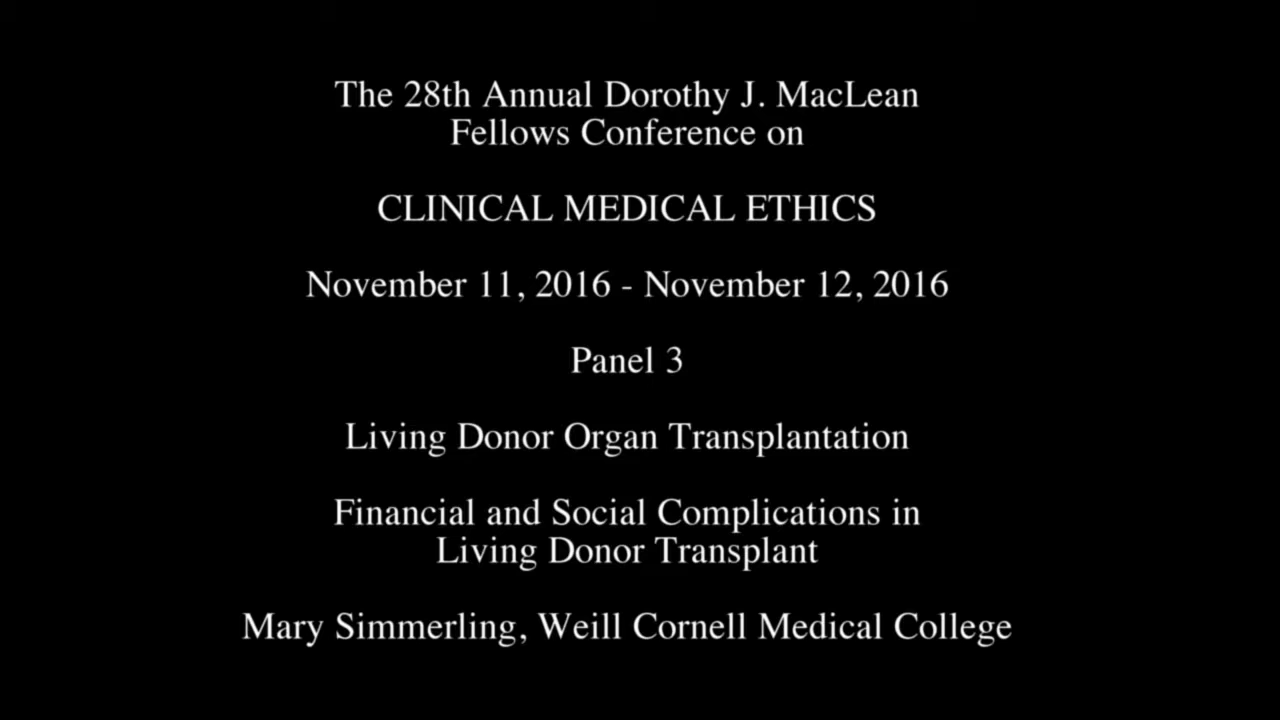 The 28th Annual Dorothy J. MacLean
Fellows Conference on
CLINICAL MEDICAL ETHICS
November 11, 2016 - November 12, 2016
Panel 3
Living Donor Organ Transplantation
Financial and Social Complications in
Living Donor Transplant
Mary Simmerling, Weill Cornell Medical College